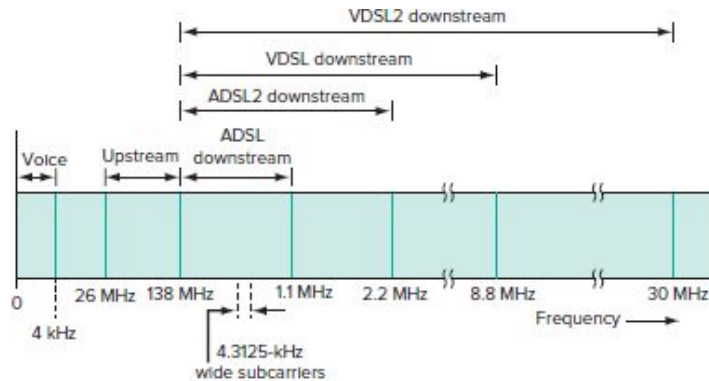 VDSL2 downstream
VDSL downstream
ADSL2 downstream
ADSL
downstream
Voice
Upstream
0
4 kHz
26 MHz
138 MHz
1.1 MHz
2.2 MHz
8.8 MHz
30 MHz
Frequency
4.3125-kHz
wide subcarriers